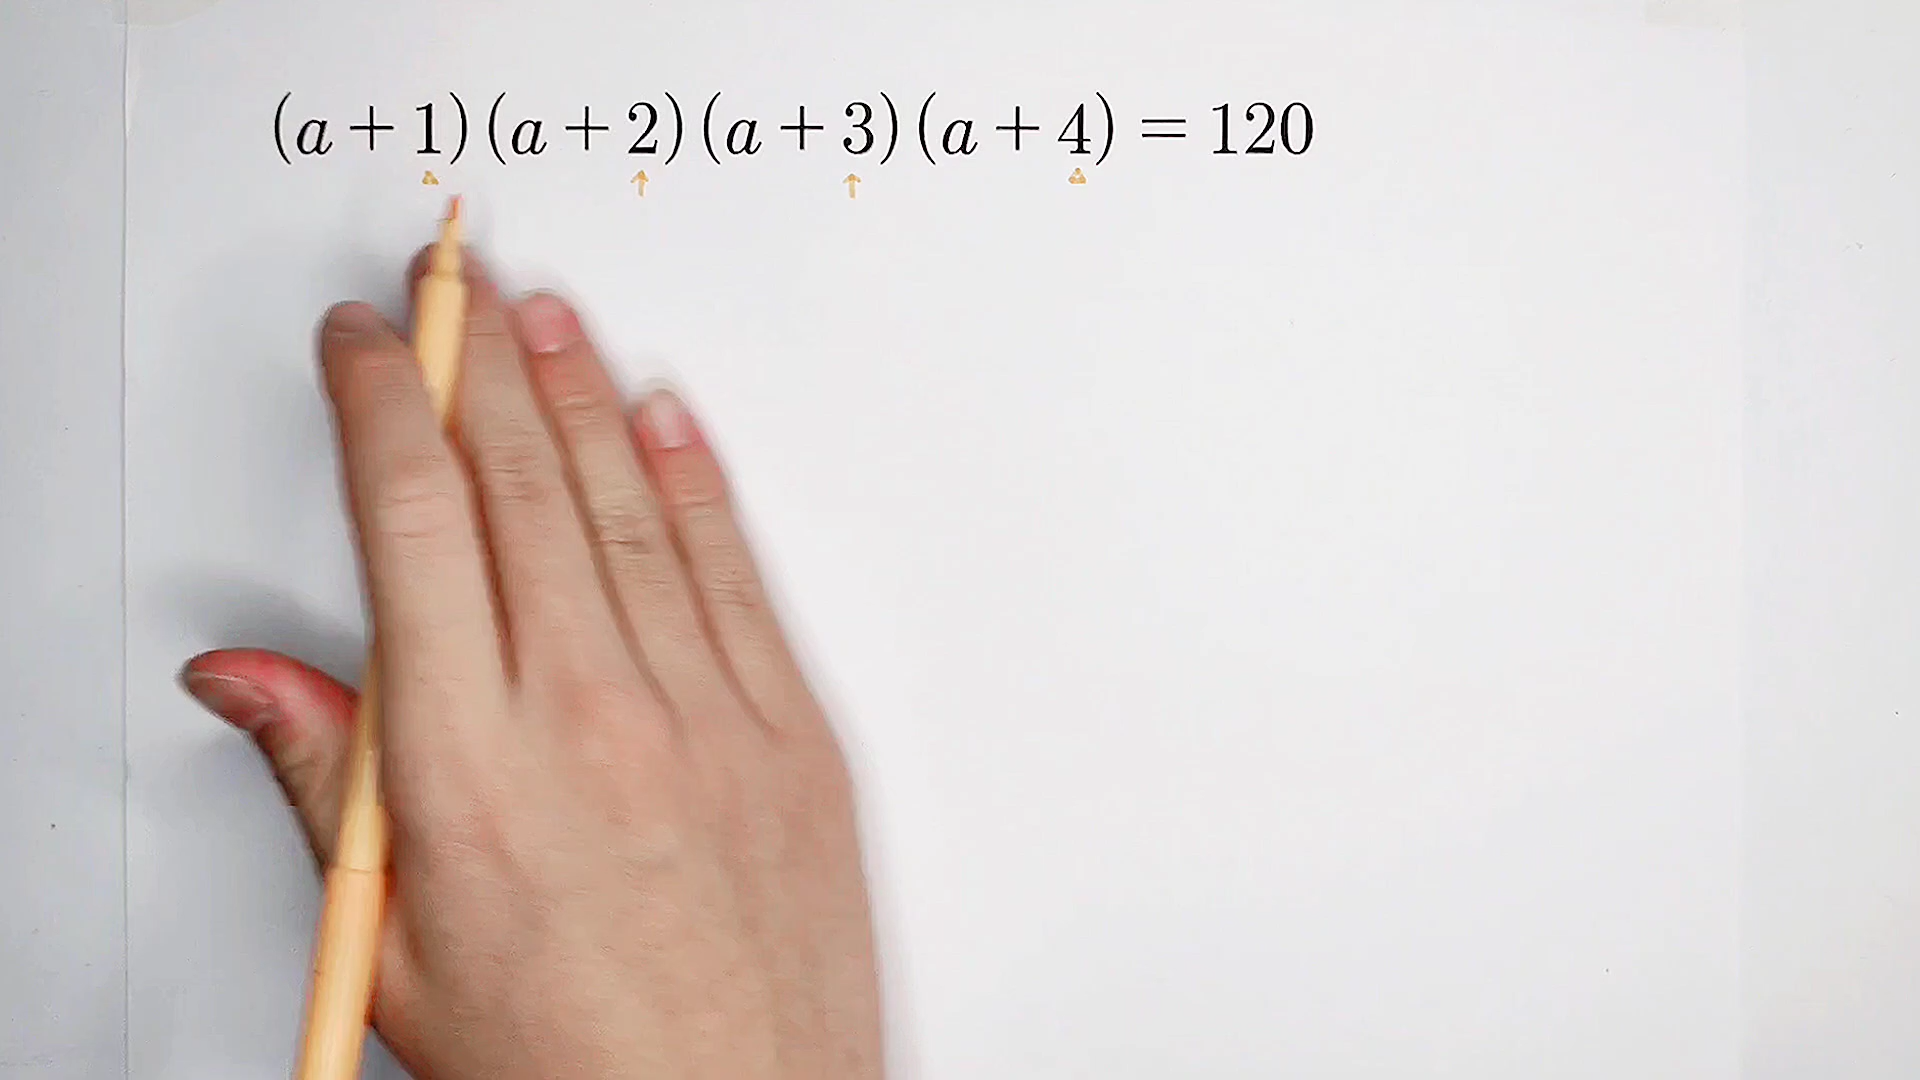 (a + 1)(a + 2)(a + 3)(a + 4) = 120